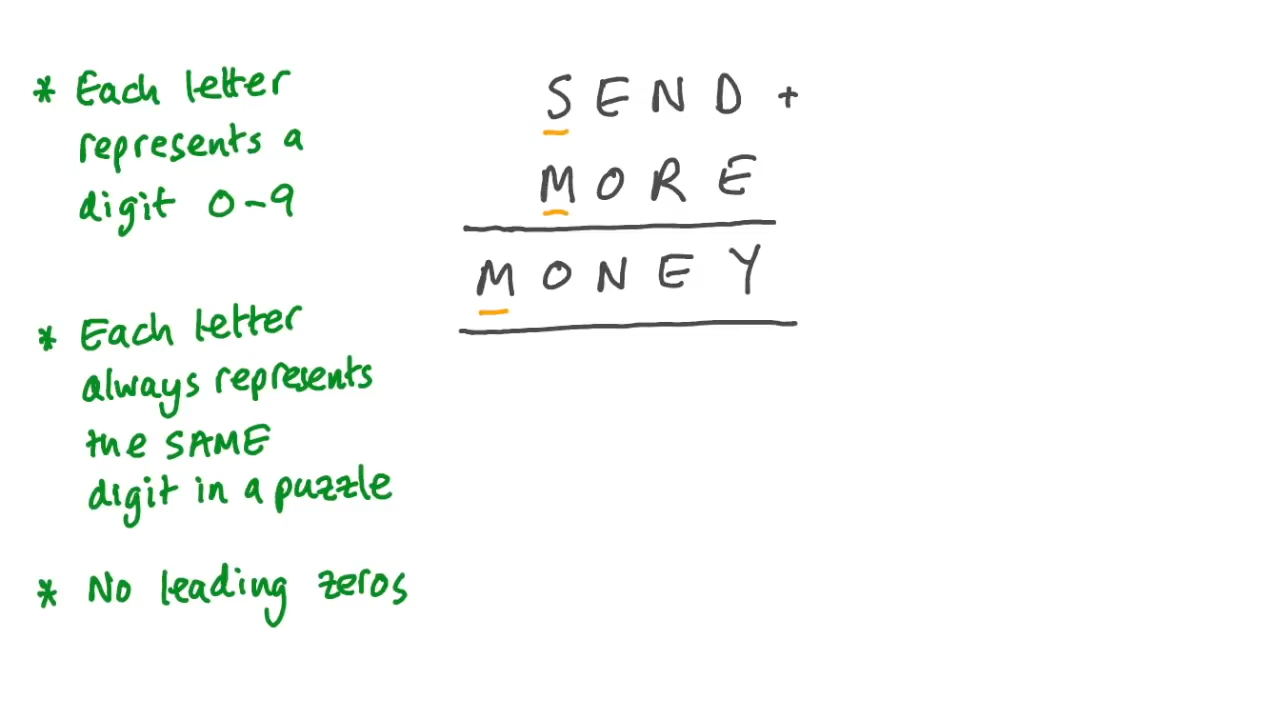 * Each letter
represents a
digit 0-9
* Each letter
always represents
the SAME
digit in a puzzle
* No leading zeros
SEND +
MORE
MONEY